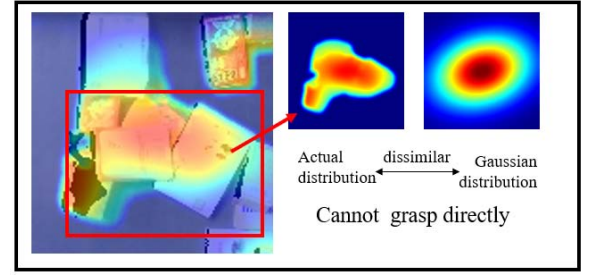 Actual distribution
dissimilar
Gaussian distribution
Cannot grasp directly